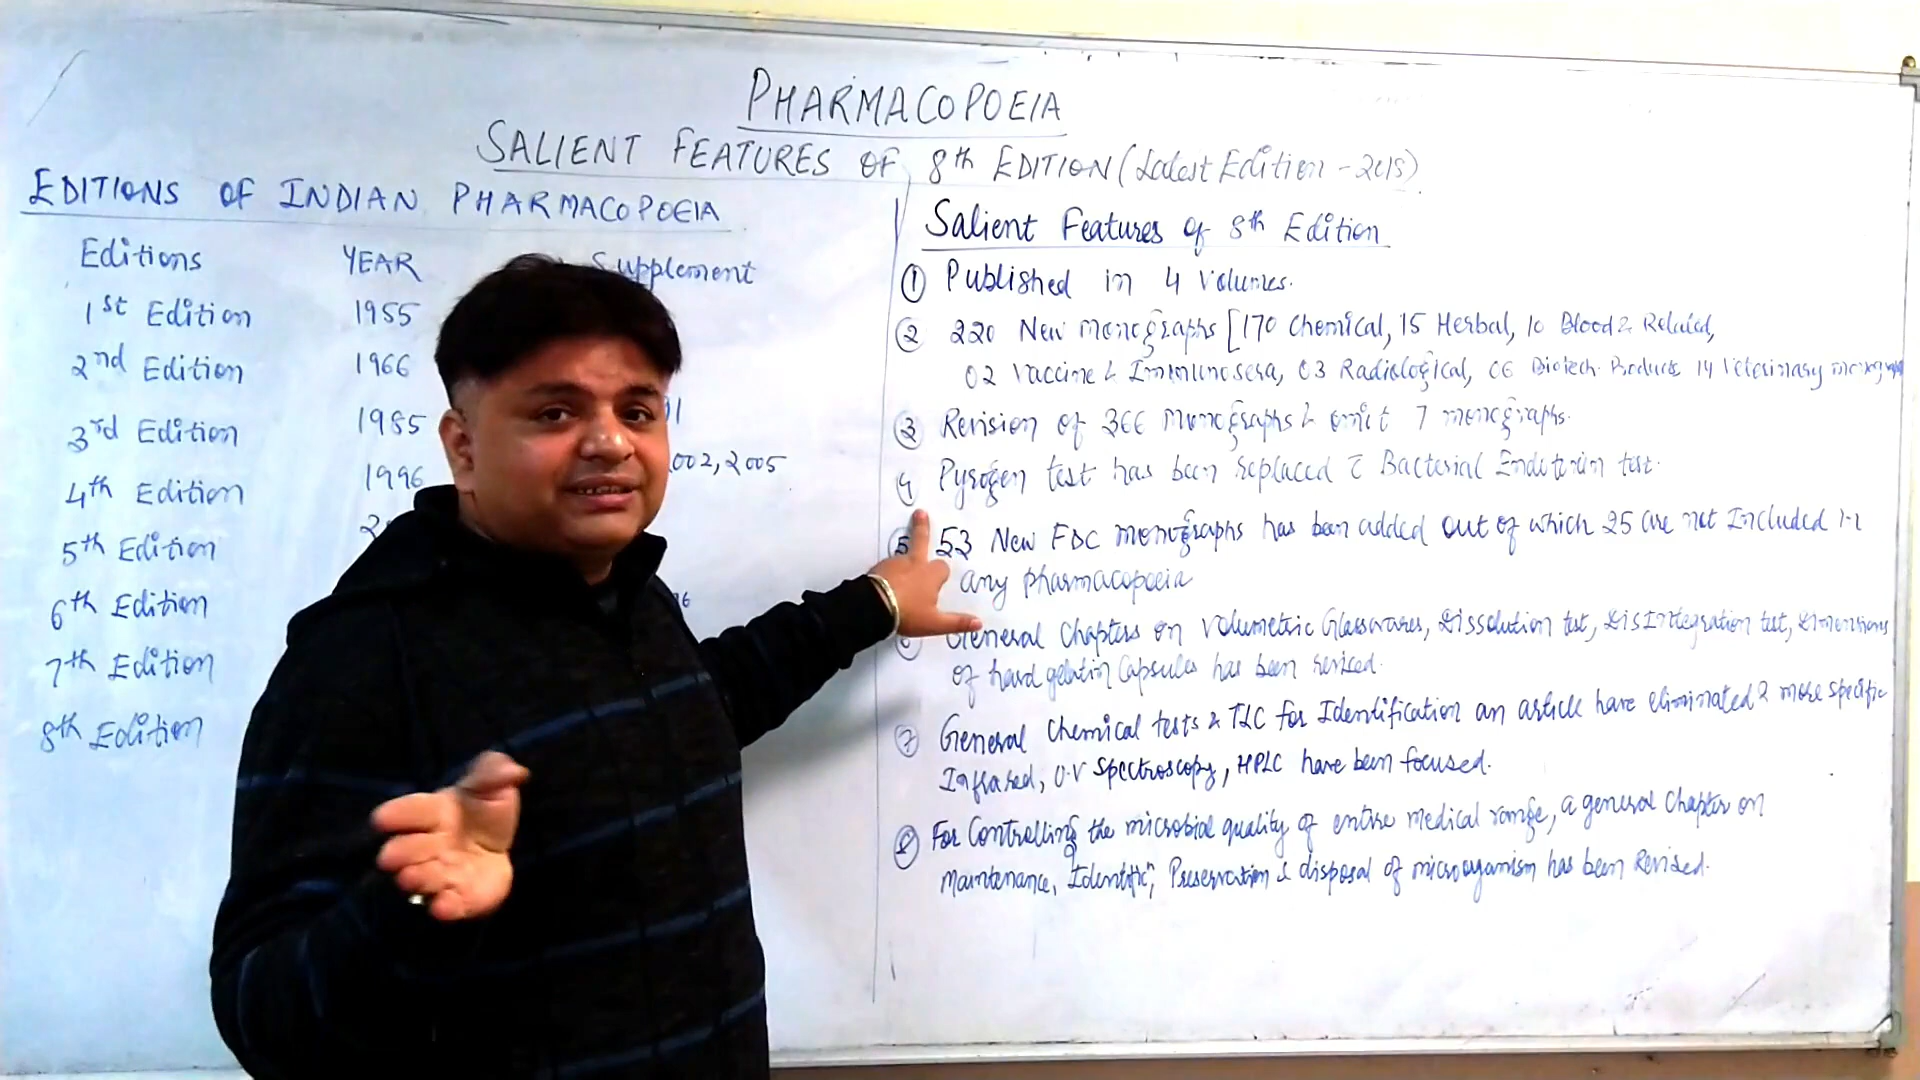 PHARMACOPOEIA
SALIENT FEATURES OF 8th EDITION (Latest Edition - 2018)
EDITIONS OF INDIAN PHARMACOPOEIA
Editions YEAR Supplement
1st Edition 1955
2nd Edition 1966
3rd Edition 1985
4th Edition 1996 2002, 2005
5th Edition
6th Edition
7th Edition
8th Edition
Salient Features of 8th Edition
① Published in 4 Volumes.
② 220 New monographs [170 Chemical, 15 Herbal, 10 Blood & Related,
02 Vaccine & Immunosera, 03 Radiological, 06 Biotech. Products 14 Veterinary
③ Revision of 366 Monographs & omit 7 monographs.
④ Pyrogen test has been replaced c̄ Bacterial Endotoxin test.
⑤ 53 New FDC monographs has been added out of which 25 are not Included in
any pharmacopoeia
⑥ General Chapters on Volumetric Glasswares, Dissolution test, DisIntegration test, Dimensions
of hard gelatin Capsules has been revised.
⑦ General Chemical tests & TLC for Identification an article have eliminated & more specific
Infrared, U.V Spectroscopy, HPLC have been focused.
⑧ For Controlling the microbial quality of entire medical range, a general Chapter on
Maintenance, Identificⁿ, Preservation & disposal of microorganism has been Revised.